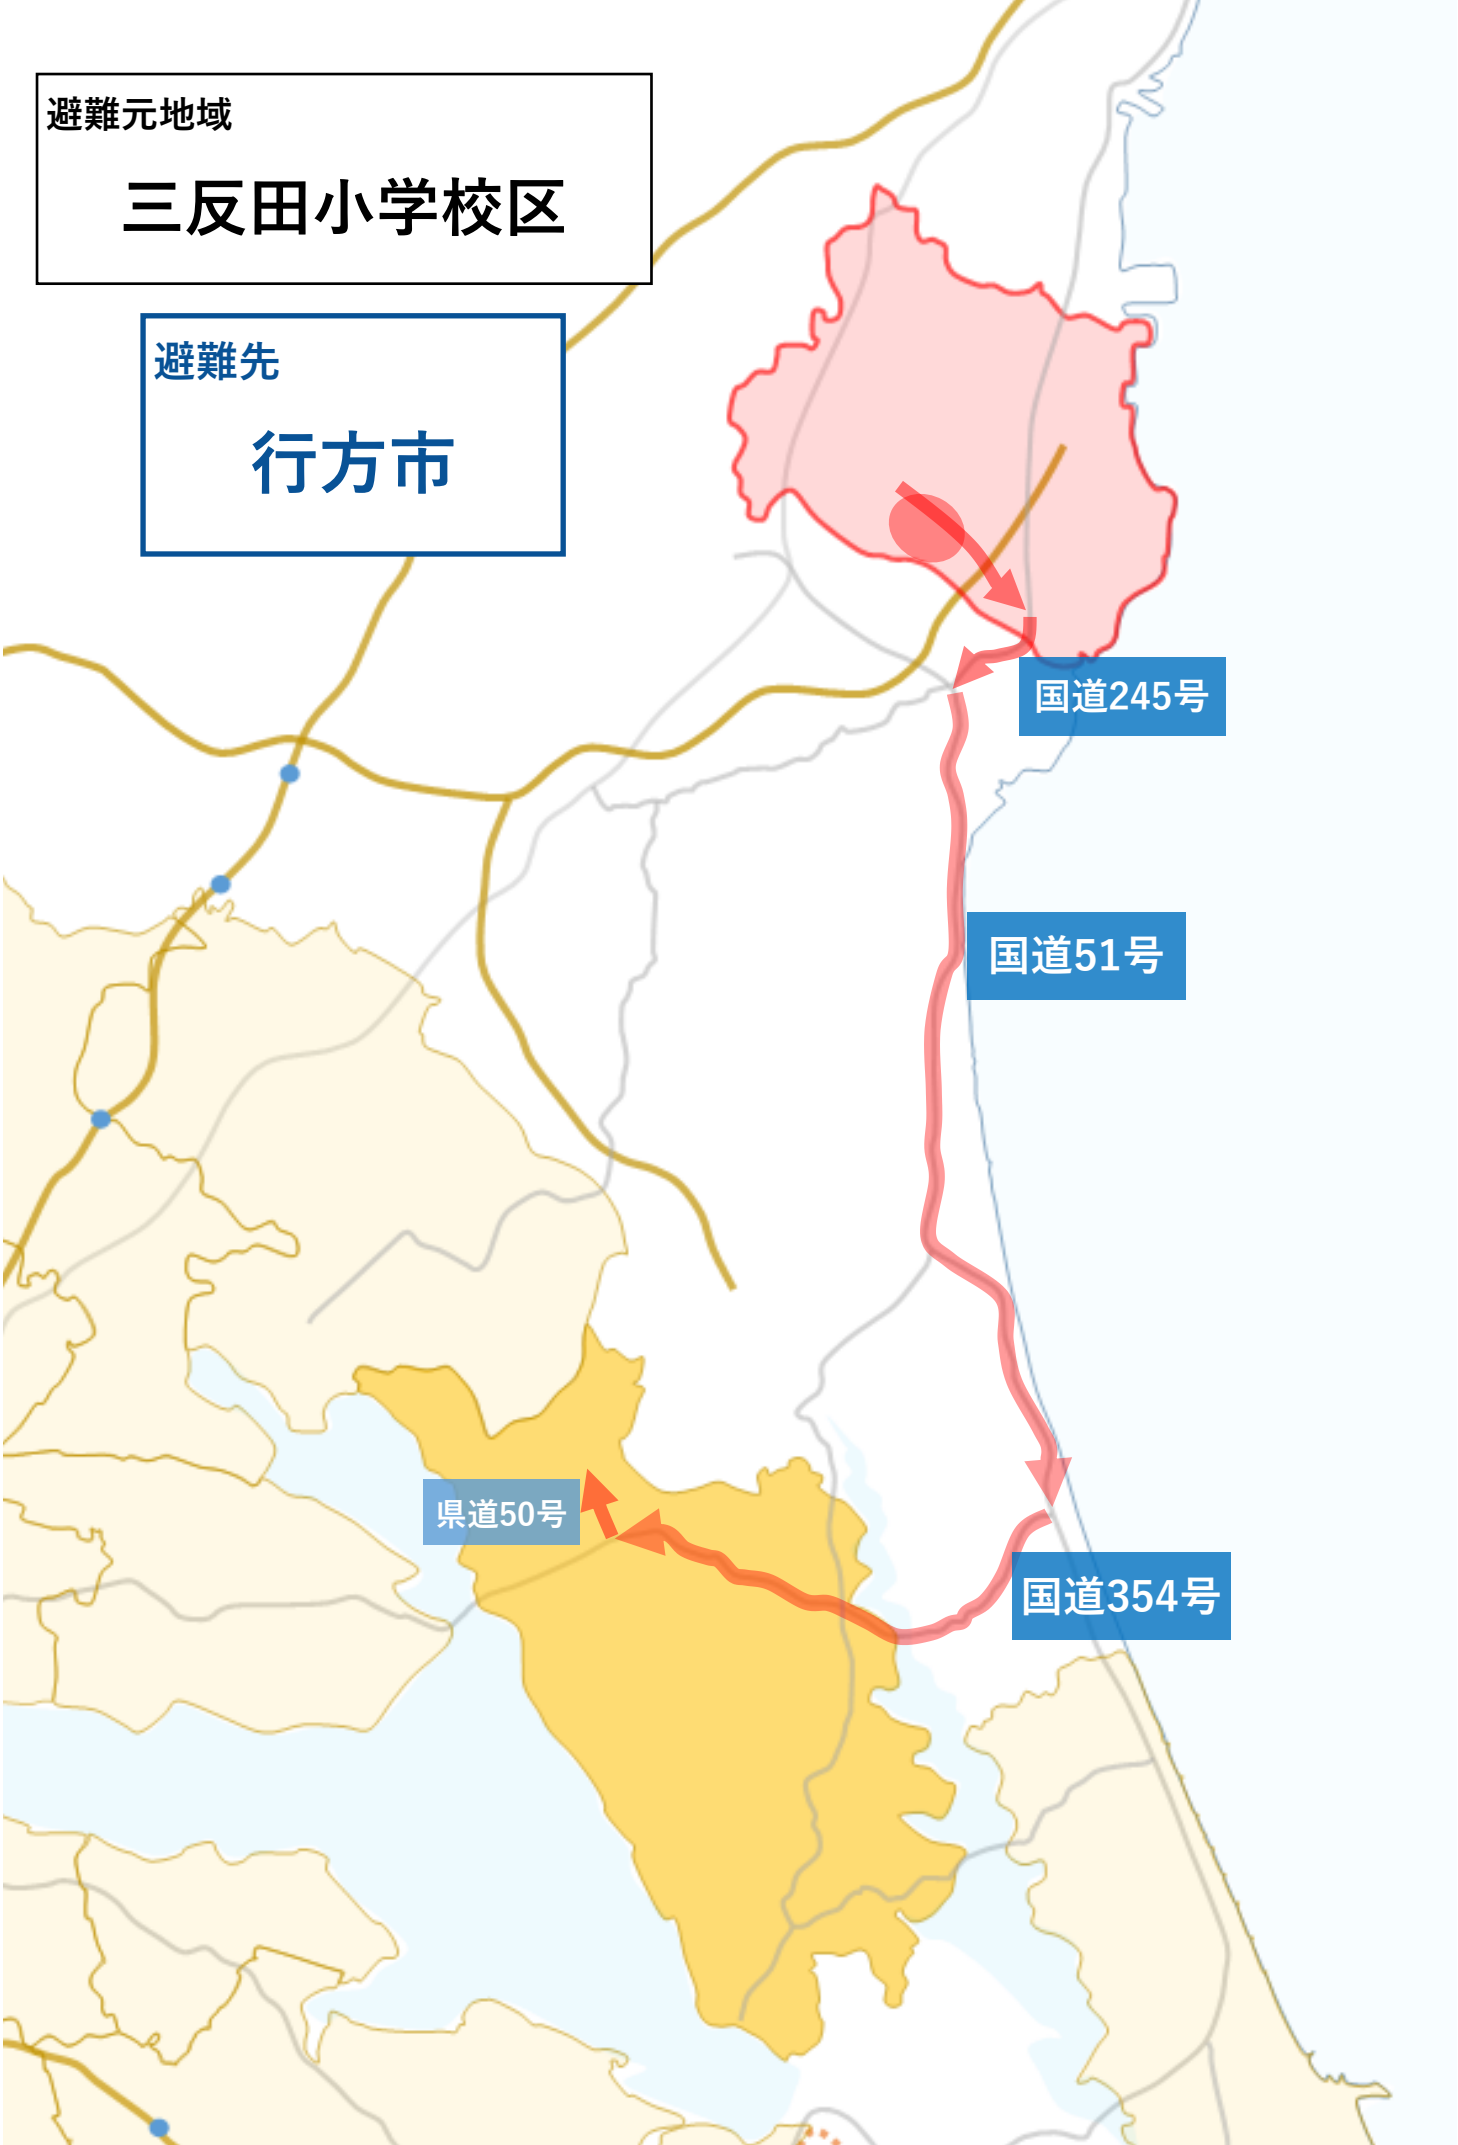 避難元地域
三反田小学校区
避難先
行方市
国道245号
国道51号
県道50号
国道354号